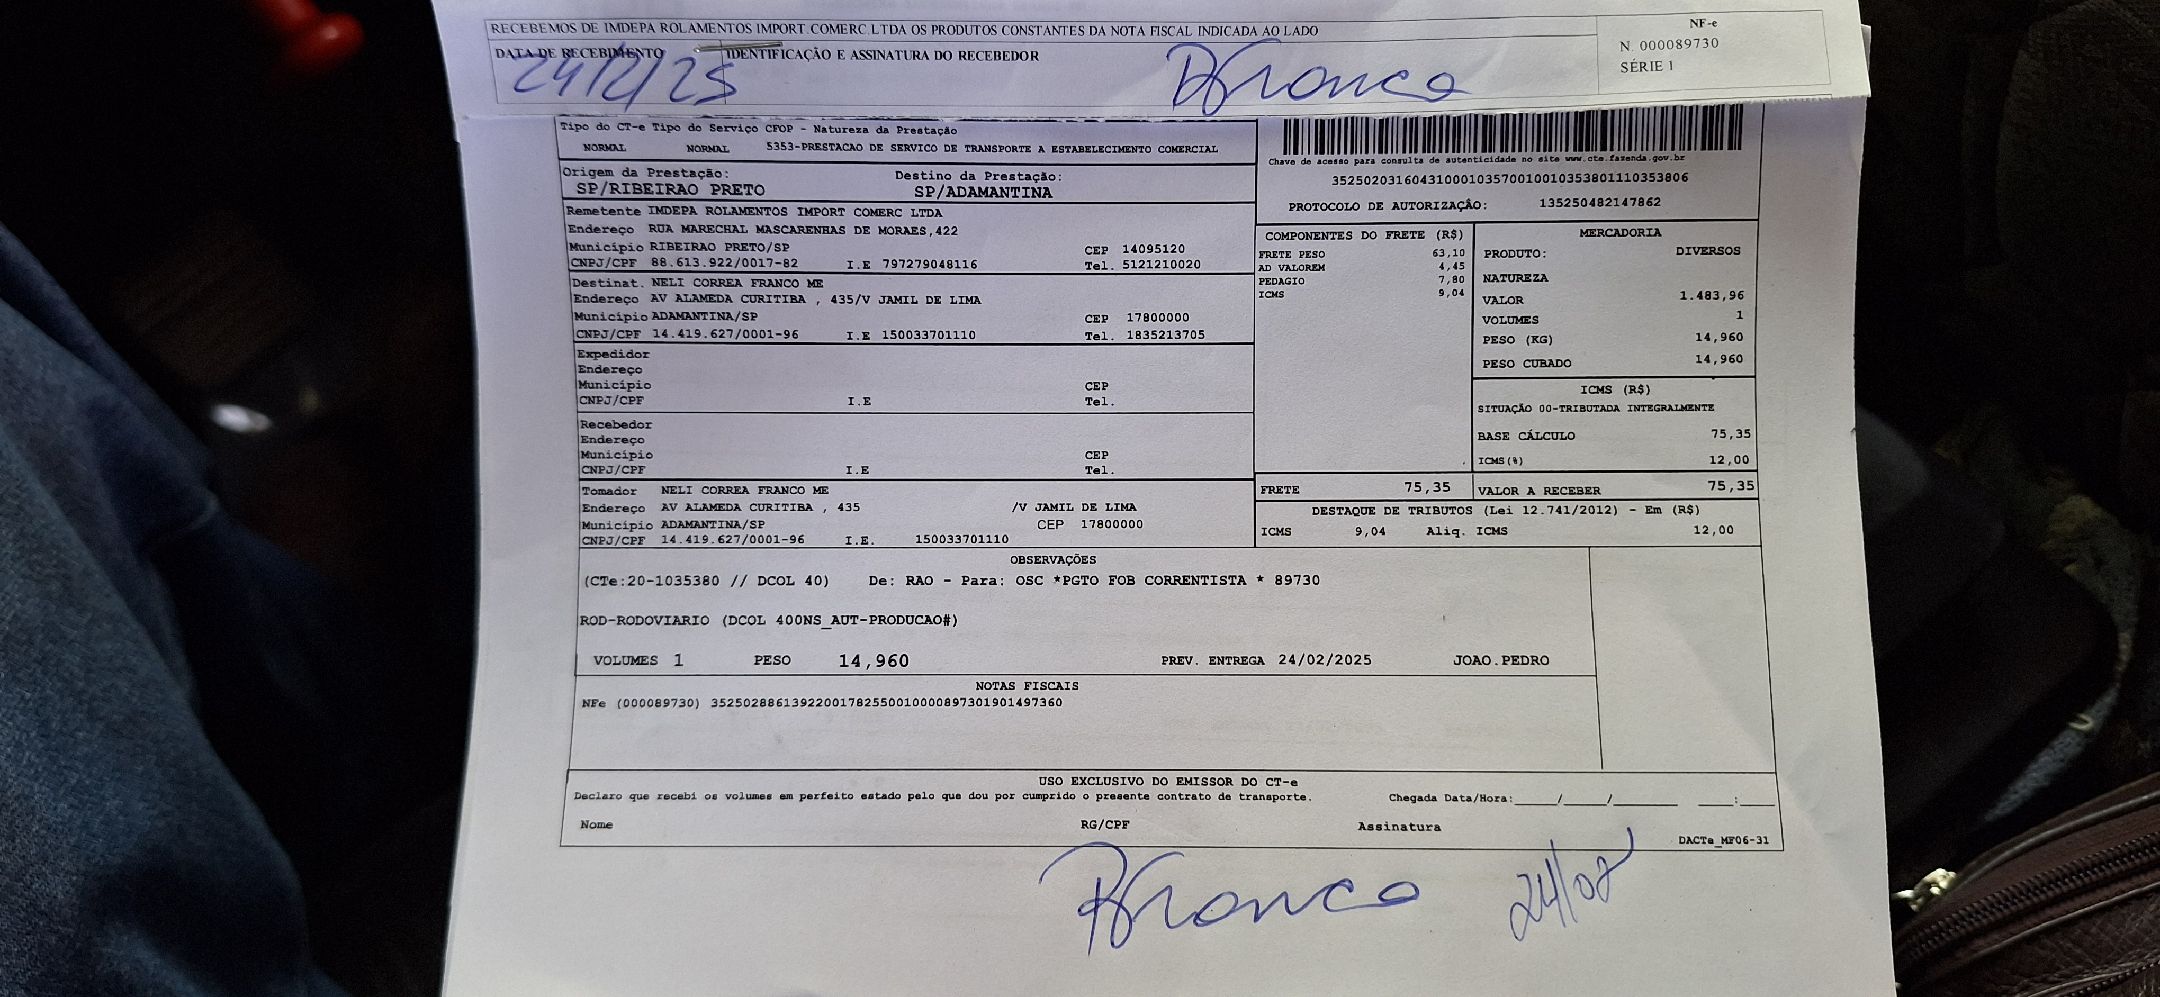 RECEBEMOS DE IMDEPA ROLAMENTOS IMPORT.COMERC.LTDA OS PRODUTOS CONSTANTES DA NOTA FISCAL INDICADA AO LADO
NF-e
N. 000089730
SÉRIE 1
DATA DE RECEBIMENTO
IDENTIFICAÇÃO E ASSINATURA DO RECEBEDOR
24/2/25
BFranco
Tipo do CT-e Tipo do Serviço CFOP - Natureza da Prestação
NORMAL NORMAL 5353-PRESTACAO DE SERVICO DE TRANSPORTE A ESTABELECIMENTO COMERCIAL
Chave de acesso para consulta de autenticidade no site www.cte.fazenda.gov.br
35250203160431000103570010010353801110353806
PROTOCOLO DE AUTORIZAÇÂO: 135250482147862
Origem da Prestação: Destino da Prestação:
SP/RIBEIRAO PRETO SP/ADAMANTINA
Remetente IMDEPA ROLAMENTOS IMPORT COMERC LTDA
Endereço RUA MARECHAL MASCARENHAS DE MORAES,422
Município RIBEIRAO PRETO/SP CEP 14095120
CNPJ/CPF 88.613.922/0017-82 I.E 797279048116 Tel. 5121210020
Destinat. NELI CORREA FRANCO ME
Endereço AV ALAMEDA CURITIBA , 435/V JAMIL DE LIMA
Município ADAMANTINA/SP CEP 17800000
CNPJ/CPF 14.419.627/0001-96 I.E 150033701110 Tel. 1835213705
Expedidor
Endereço
Município CEP
CNPJ/CPF I.E Tel.
Recebedor
Endereço
Município CEP
CNPJ/CPF I.E Tel.
Tomador NELI CORREA FRANCO ME
Endereço AV ALAMEDA CURITIBA , 435 /V JAMIL DE LIMA
Município ADAMANTINA/SP CEP 17800000
CNPJ/CPF 14.419.627/0001-96 I.E. 150033701110
COMPONENTES DO FRETE (R$)
FRETE PESO 63,10
AD VALOREM 4,45
PEDAGIO 7,80
ICMS 9,04
MERCADORIA
PRODUTO: DIVERSOS
NATUREZA
VALOR 1.483,96
VOLUMES 1
PESO (KG) 14,960
PESO CUBADO 14,960
ICMS (R$)
SITUAÇÃO 00-TRIBUTADA INTEGRALMENTE
BASE CÁLCULO 75,35
ICMS(%) 12,00
FRETE 75,35 VALOR A RECEBER 75,35
DESTAQUE DE TRIBUTOS (Lei 12.741/2012) - Em (R$)
ICMS 9,04 Aliq. ICMS 12,00
OBSERVAÇÕES
(CTe:20-1035380 // DCOL 40) De: RAO - Para: OSC *PGTO FOB CORRENTISTA * 89730
ROD-RODOVIARIO (DCOL 400NS_AUT-PRODUCAO#)
VOLUMES 1 PESO 14,960 PREV. ENTREGA 24/02/2025 JOAO.PEDRO
NOTAS FISCAIS
NFe (000089730) 35250288613922001782550010000897301901497360
USO EXCLUSIVO DO EMISSOR DO CT-e
Declaro que recebi os volumes em perfeito estado pelo que dou por cumprido o presente contrato de transporte. Chegada Data/Hora:_____/_____/_______ ____:____
Nome RG/CPF Assinatura
DACTe_MF06-31
BFranco 24/02